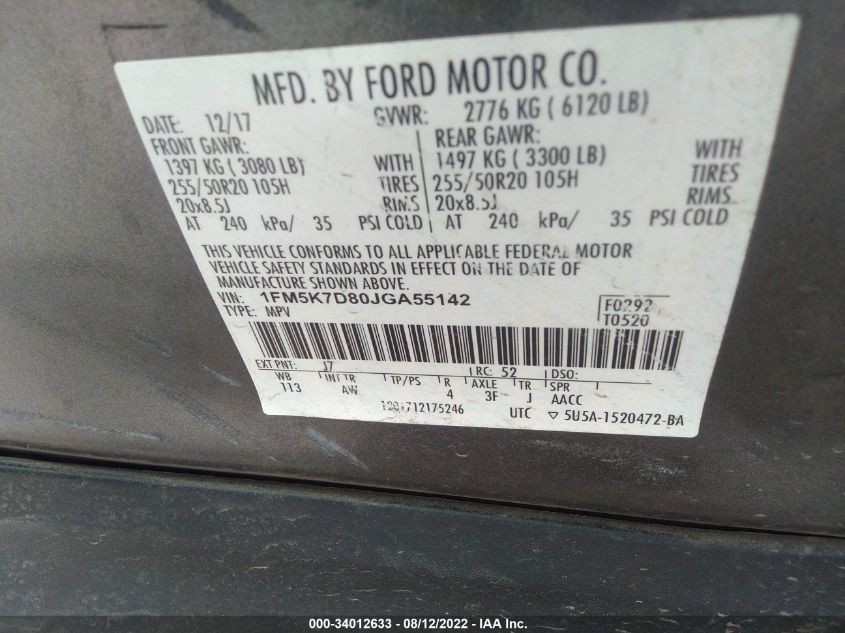 MFD. BY FORD MOTOR CO.
DATE: 12/17 GVWR: 2776 KG ( 6120 LB)
FRONT GAWR: REAR GAWR:
1397 KG ( 3080 LB) WITH 1497 KG ( 3300 LB) WITH
255/50R20 105H TIRES 255/50R20 105H TIRES
20x8.5J RIMS 20x8.5J RIMS
AT 240 kPa/ 35 PSI COLD AT 240 kPa/ 35 PSI COLD
THIS VEHICLE CONFORMS TO ALL APPLICABLE FEDERAL MOTOR
VEHICLE SAFETY STANDARDS IN EFFECT ON THE DATE OF
MANUFACTURE SHOWN ABOVE.
VIN: 1FM5K7D80JGA55142 F0292
TYPE: MPV T0520
EXT PNT: J7 RC: 52 DSO:
WB INT TR TP/PS R AXLE TR SPR
113 AW 4 3F J AACC
UTC ▽ 5U5A-1520472-BA
000-34012633 - 08/12/2022 - IAA Inc.